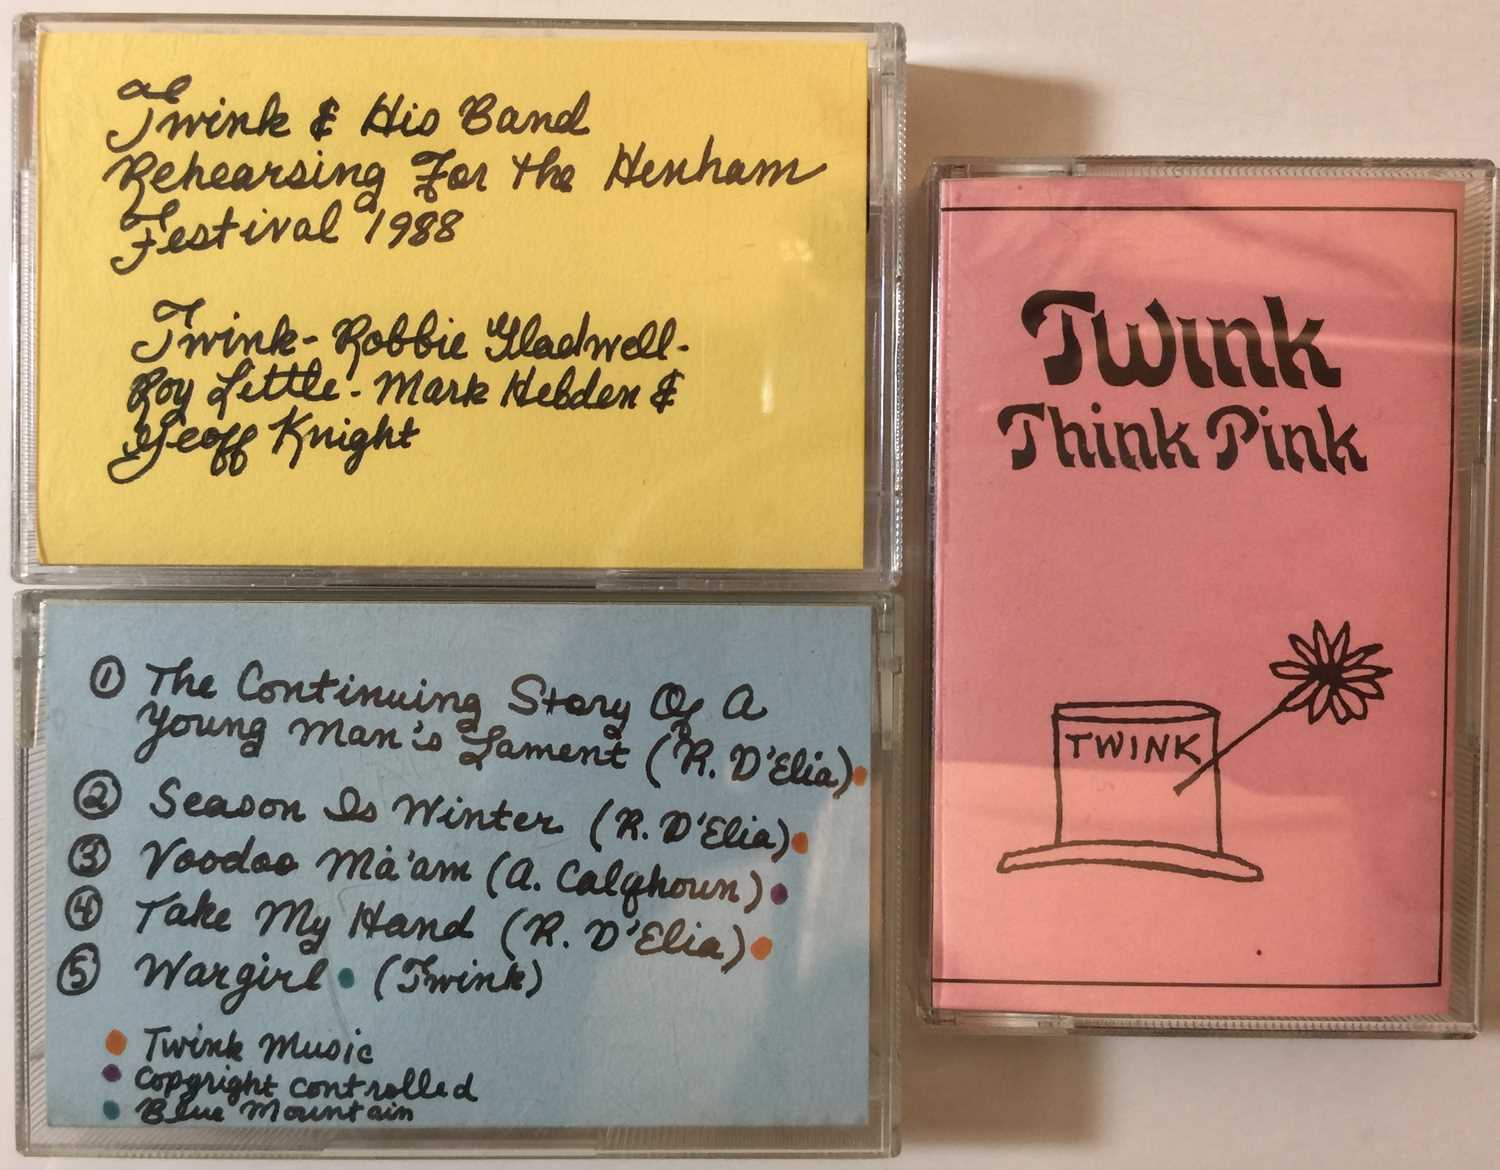 Twink & His Band
Rehearsing For the Henham
Festival 1988
Twink - Robbie Gladwell -
Roy Little - Mark Hebden &
Geoff Knight
① The Continuing Story Of A
Young Man's Lament (R. D'Elia)
② Season Is Winter (R. D'Elia)
③ Voodoo Ma'am (A. Calqhoun)
④ Take My Hand (R. D'Elia)
⑤ Wargirl (Twink)
Twink Music
Copyright controlled
Blue Mountain
Twink
Think Pink
TWINK